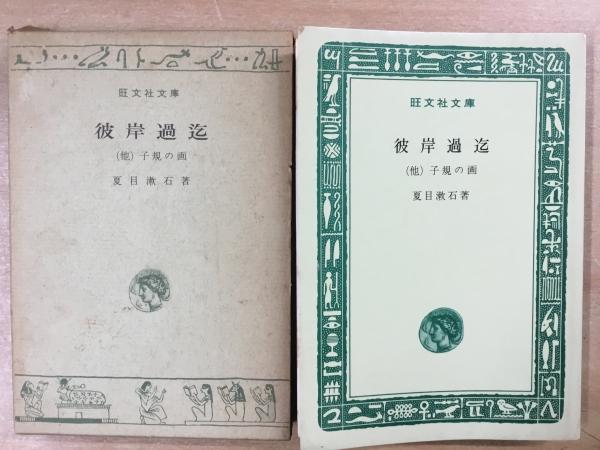 旺文社文庫
彼岸過迄
(他) 子規の画
夏目漱石著
旺文社文庫
彼岸過迄
(他) 子規の画
夏目漱石著